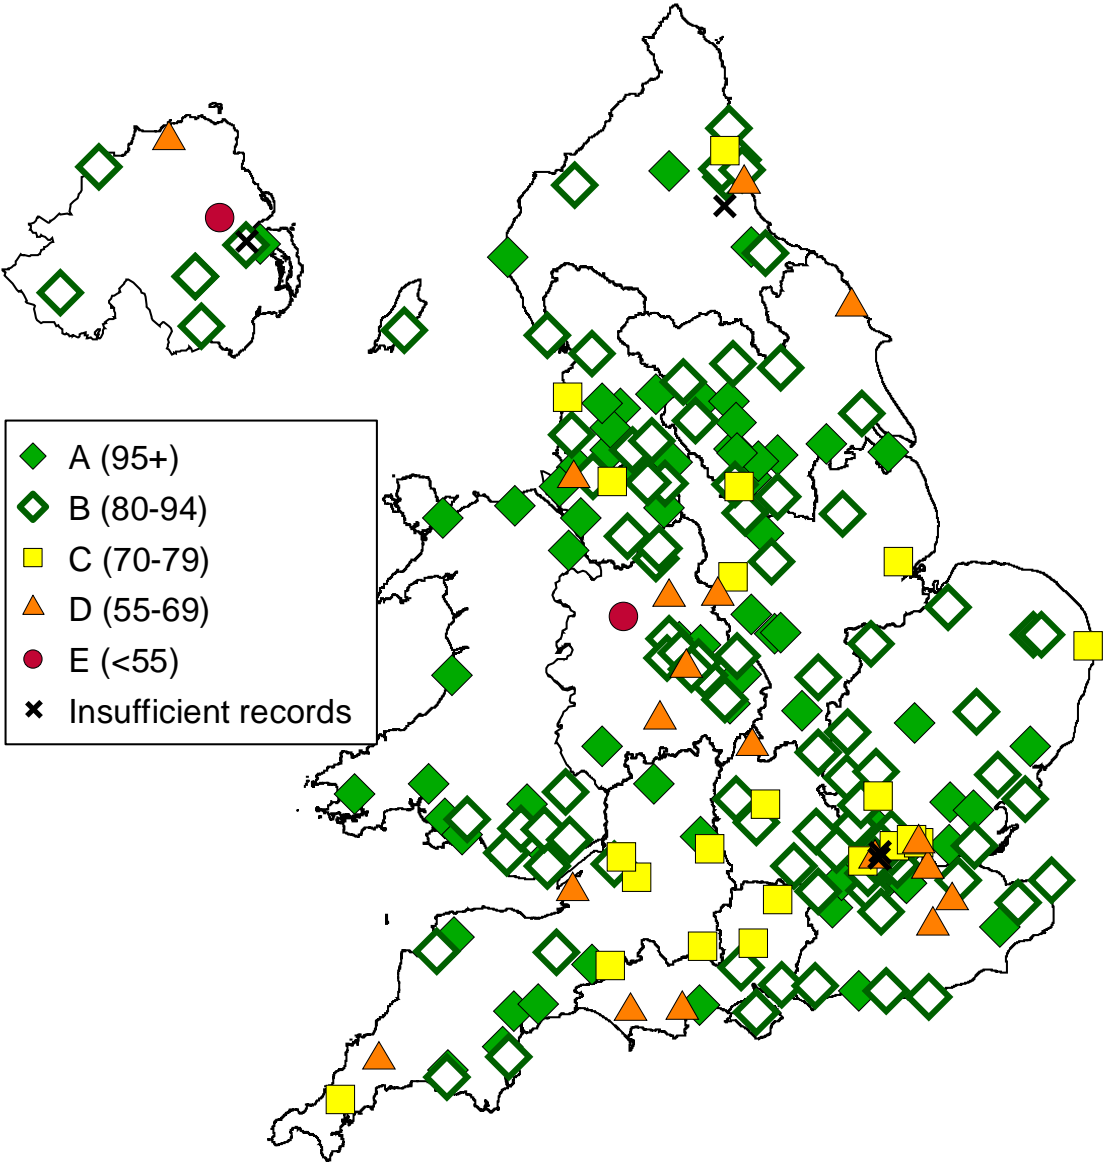 A (95+)
B (80-94)
C (70-79)
D (55-69)
E (<55)
Insufficient records